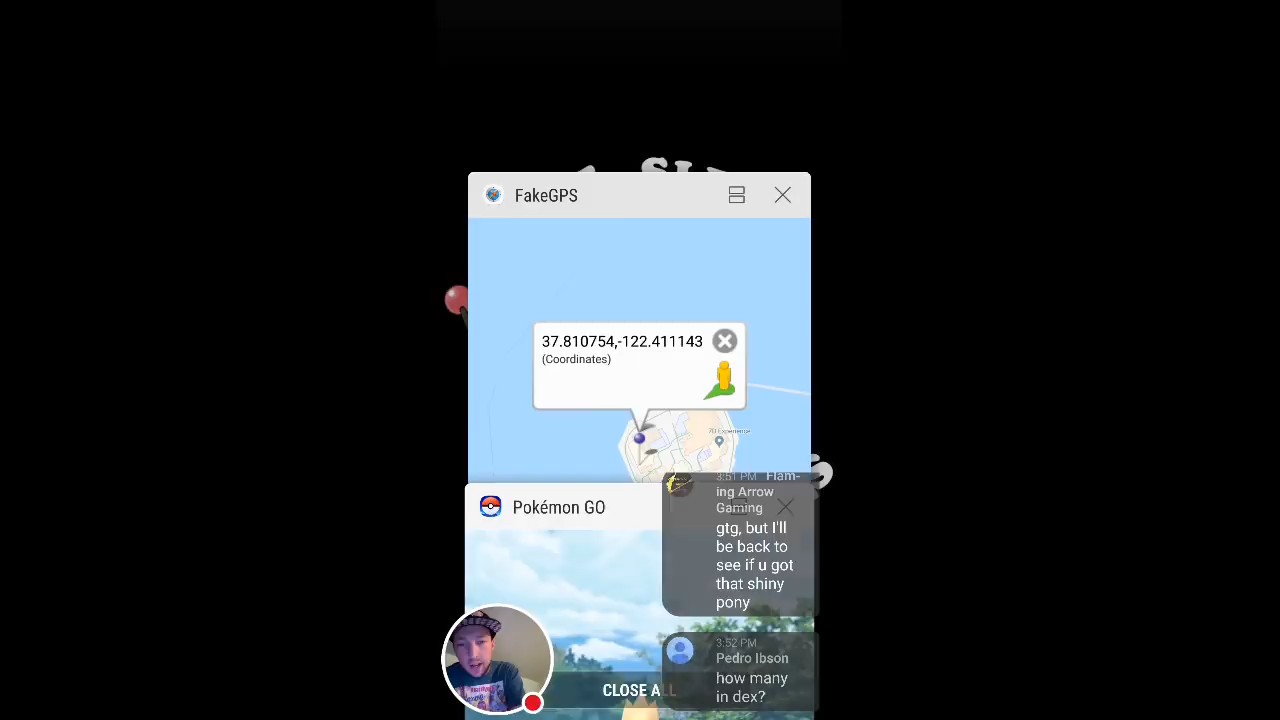 FakeGPS
37.810754,-122.411143
(Coordinates)
7D Experience
3:51 PM Flam-
ing Arrow
Gaming
gtg, but I'll
be back to
see if u got
that shiny
pony
Pokémon GO
3:52 PM
Pedro Ibson
how many
in dex?
CLOSE ALL